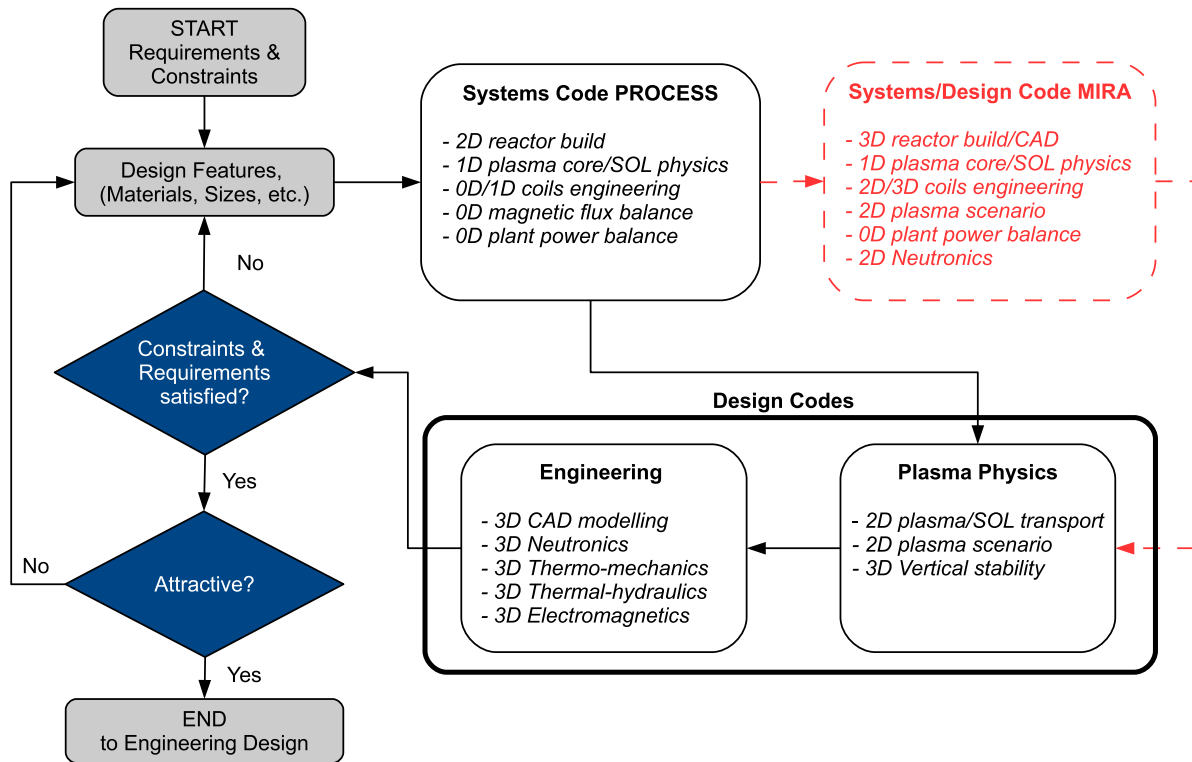 START
Requirements &
Constraints
Design Features,
(Materials, Sizes, etc.)
Systems Code PROCESS
- 2D reactor build
- 1D plasma core/SOL physics
- 0D/1D coils engineering
- 0D magnetic flux balance
- 0D plant power balance
Systems/Design Code MIRA
- 3D reactor build/CAD
- 1D plasma core/SOL physics
- 2D/3D coils engineering
- 2D plasma scenario
- 0D plant power balance
- 2D Neutronics
No
Constraints &
Requirements
satisfied?
Yes
No
Attractive?
Yes
END
to Engineering Design
Design Codes
Engineering
- 3D CAD modelling
- 3D Neutronics
- 3D Thermo-mechanics
- 3D Thermal-hydraulics
- 3D Electromagnetics
Plasma Physics
- 2D plasma/SOL transport
- 2D plasma scenario
- 3D Vertical stability